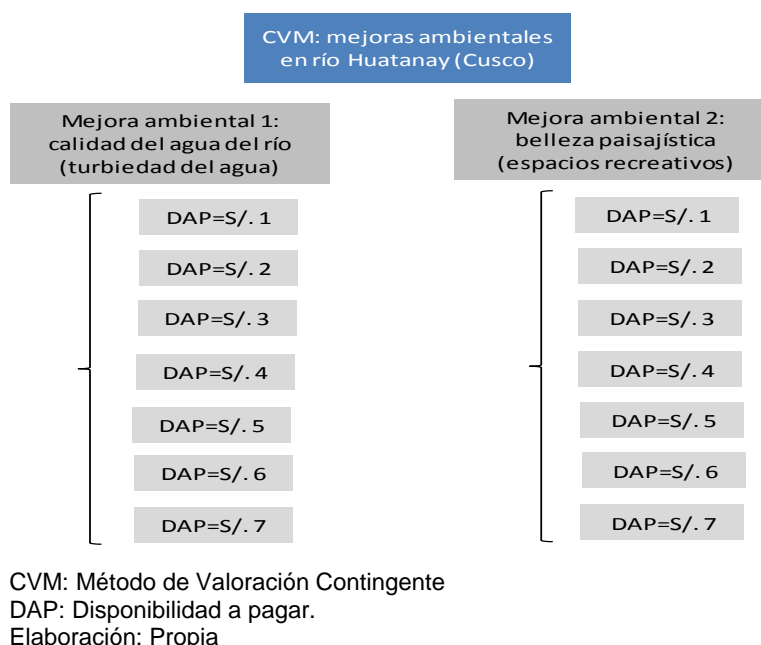 CVM: mejoras ambientales
en río Huatanay (Cusco)
Mejora ambiental 1:
calidad del agua del río
(turbiedad del agua)
DAP=S/. 1
DAP=S/. 2
DAP=S/. 3
DAP=S/. 4
DAP=S/. 5
DAP=S/. 6
DAP=S/. 7
Mejora ambiental 2:
belleza paisajística
(espacios recreativos)
DAP=S/. 1
DAP=S/. 2
DAP=S/. 3
DAP=S/. 4
DAP=S/. 5
DAP=S/. 6
DAP=S/. 7
CVM: Método de Valoración Contingente
DAP: Disponibilidad a pagar.
Elaboración: Propia